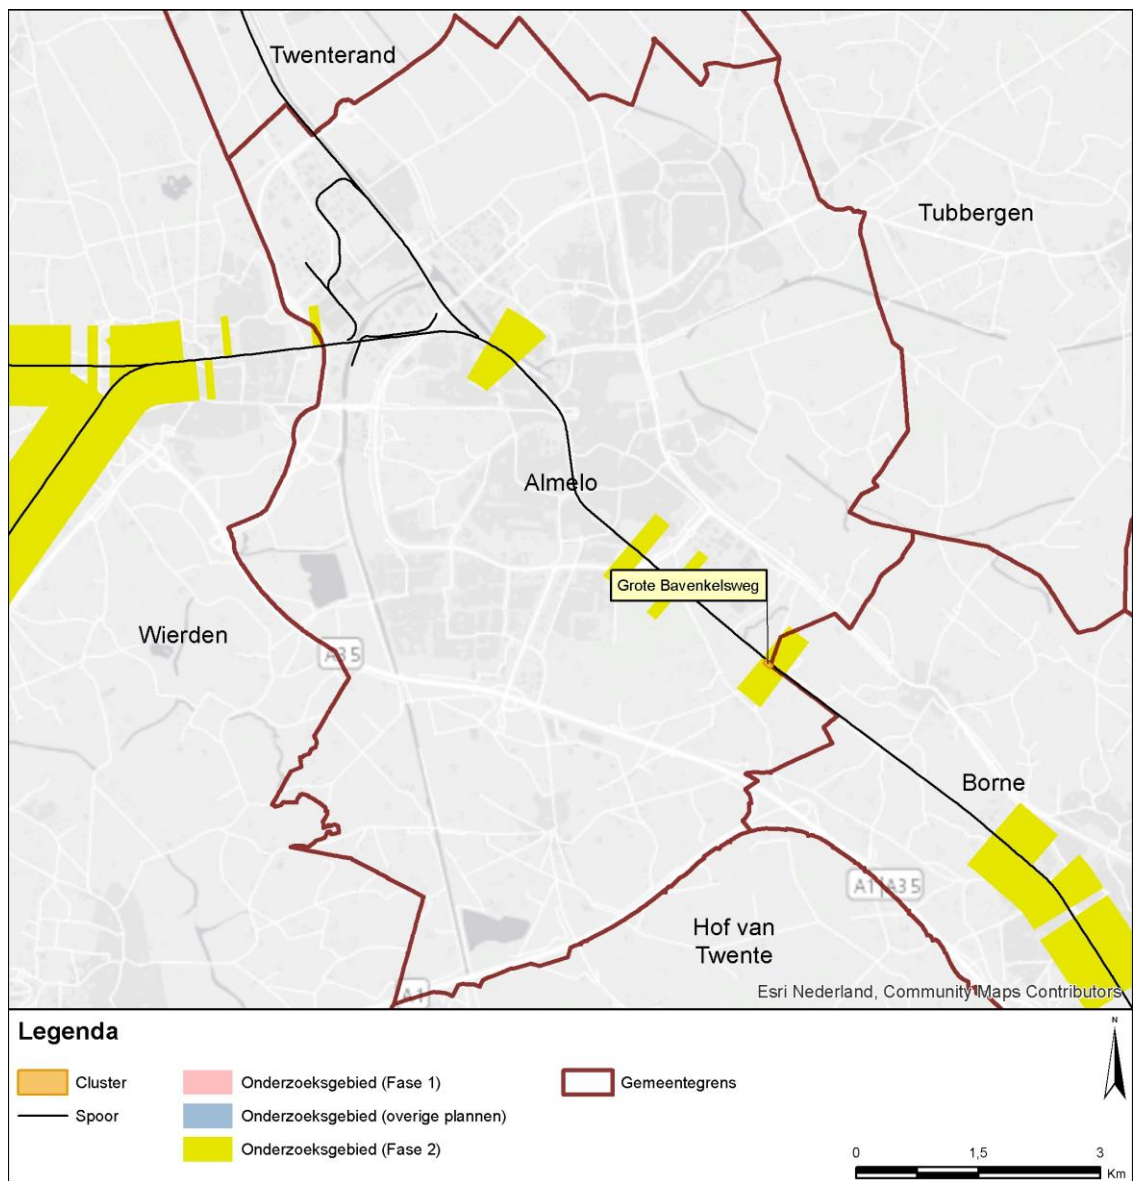 Twenterand
Tubbergen
Almelo
Grote Bavenkelsweg
Wierden
A35
Borne
A1|A35
Hof van
Twente
A1
Esri Nederland, Community Maps Contributors
Legenda
N
Cluster
Onderzoeksgebied (Fase 1)
Gemeentegrens
Spoor
Onderzoeksgebied (overige plannen)
Onderzoeksgebied (Fase 2)
0 1,5 3
Km